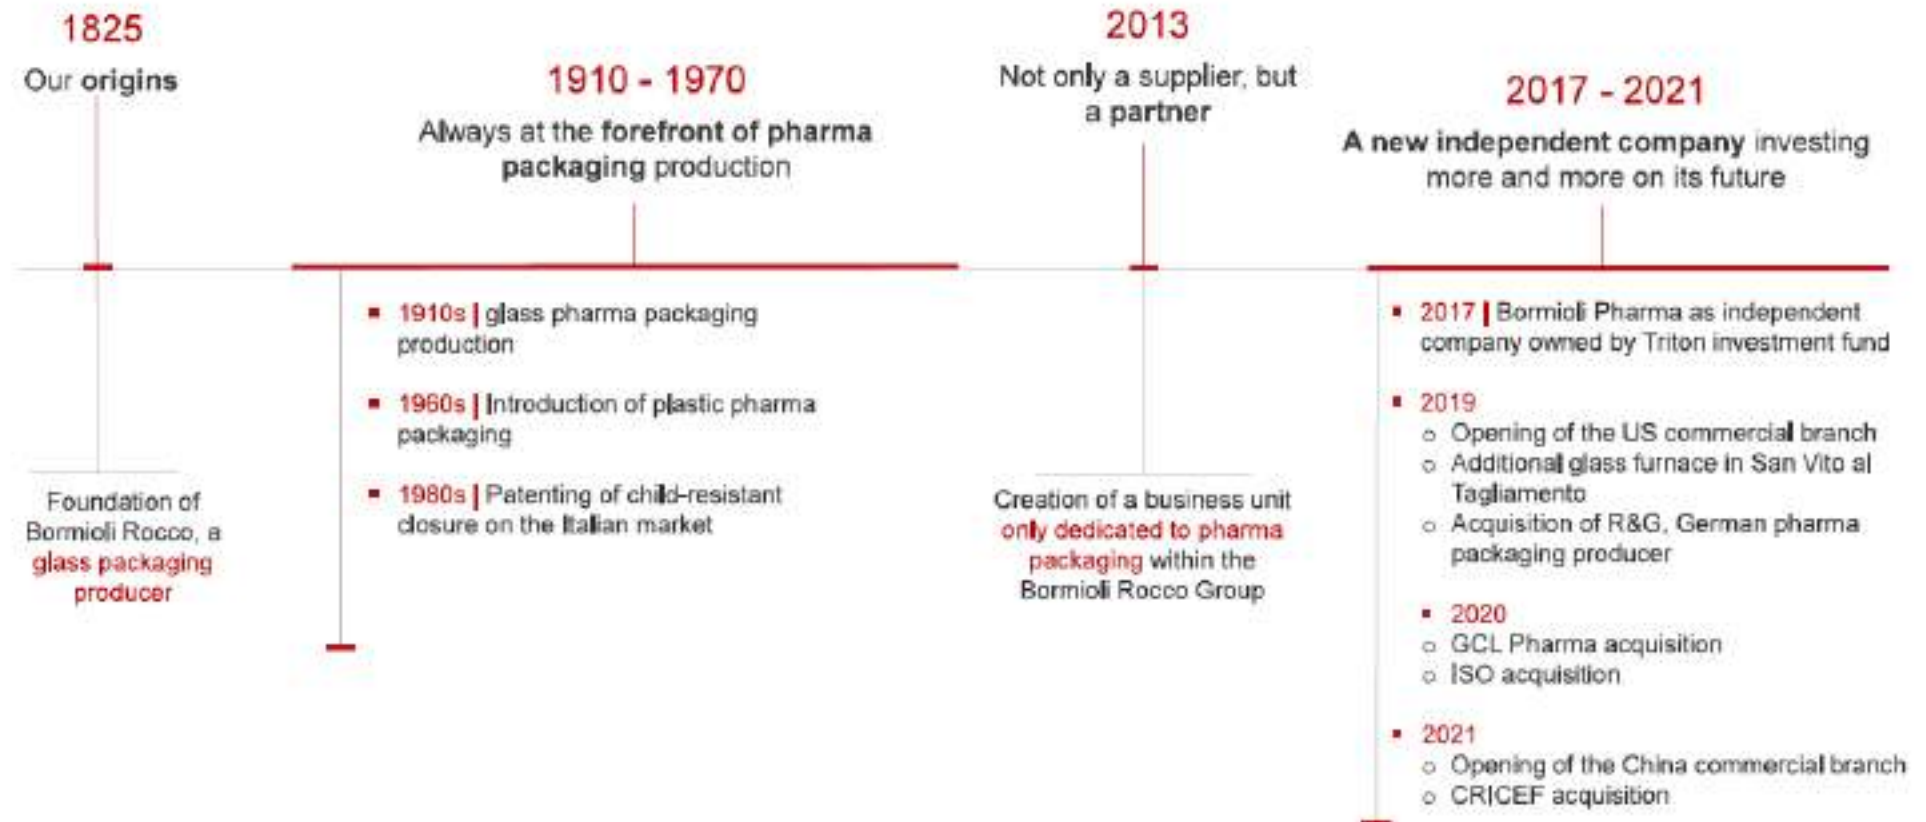 1825
Our origins
Foundation of
Bormioli Rocco, a
glass packaging
producer
1910 - 1970
Always at the forefront of pharma
packaging production
▪ 1910s | glass pharma packaging
production
▪ 1960s | Introduction of plastic pharma
packaging
▪ 1980s | Patenting of child-resistant
closure on the Italian market
2013
Not only a supplier, but
a partner
Creation of a business unit
only dedicated to pharma
packaging within the
Bormioli Rocco Group
2017 - 2021
A new independent company investing
more and more on its future
▪ 2017 | Bormioli Pharma as independent
company owned by Triton investment fund
▪ 2019
o Opening of the US commercial branch
o Additional glass furnace in San Vito al
Tagliamento
o Acquisition of R&G, German pharma
packaging producer
▪ 2020
o GCL Pharma acquisition
o ISO acquisition
▪ 2021
o Opening of the China commercial branch
o CRICEF acquisition